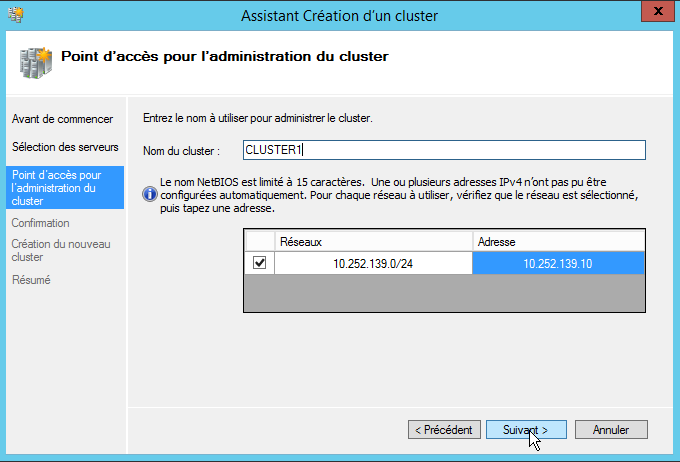 Assistant Création d'un cluster
X
Point d'accès pour l'administration du cluster
Avant de commencer
Sélection des serveurs
Point d'accès pour
l'administration du
cluster
Confirmation
Création du nouveau
cluster
Résumé
Entrez le nom à utiliser pour administrer le cluster.
Nom du cluster :
CLUSTER1
Le nom NetBIOS est limité à 15 caractères. Une ou plusieurs adresses IPv4 n'ont pas pu être
configurées automatiquement. Pour chaque réseau à utiliser, vérifiez que le réseau est sélectionné,
puis tapez une adresse.
Réseaux Adresse
10.252.139.0/24 10.252.139.10
< Précédent Suivant > Annuler